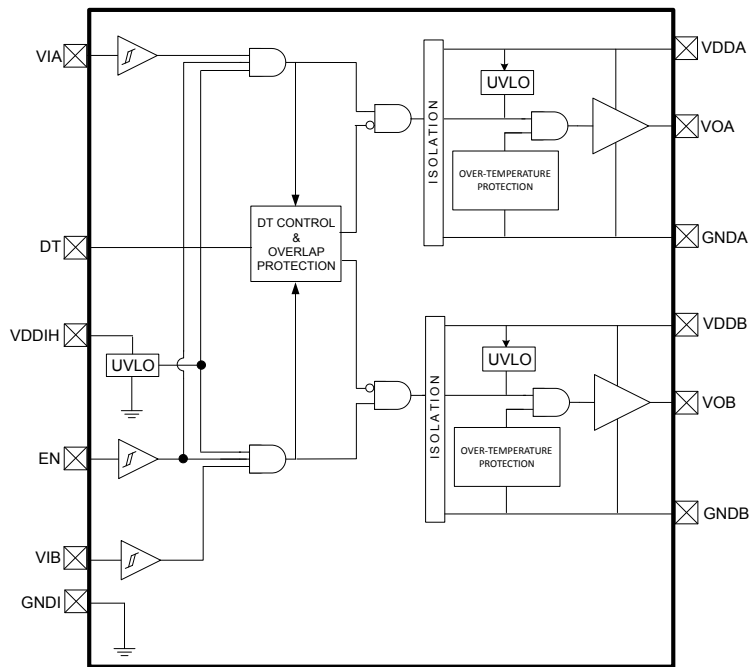 VIA
DT
VDDIH
EN
VIB
GNDI
UVLO
DT CONTROL
&
OVERLAP
PROTECTION
ISOLATION
UVLO
OVER-TEMPERATURE
PROTECTION
VDDA
VOA
GNDA
ISOLATION
UVLO
OVER-TEMPERATURE
PROTECTION
VDDB
VOB
GNDB